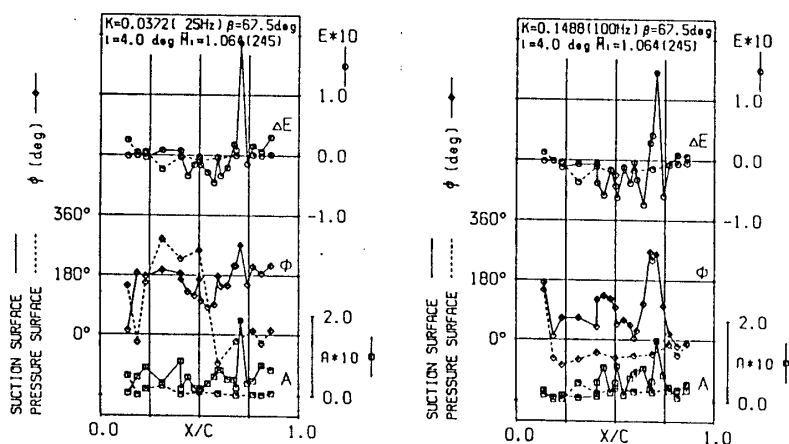 K=0.0372( 25Hz) β=67.5deg
i=4.0 deg M̄1=1.064(245)
E*10
1.0
ΔE
0.0
-1.0
φ (deg)
360°
180°
0°
Φ
2.0
A*10
A
0.0
SUCTION SURFACE
PRESSURE SURFACE
0.0
X/C
1.0
K=0.1488(100Hz) β=67.5deg
i=4.0 deg M̄1=1.064(245)
E*10
1.0
ΔE
0.0
-1.0
φ (deg)
360°
180°
0°
Φ
2.0
A*10
A
0.0
SUCTION SURFACE
PRESSURE SURFACE
0.0
X/C
1.0